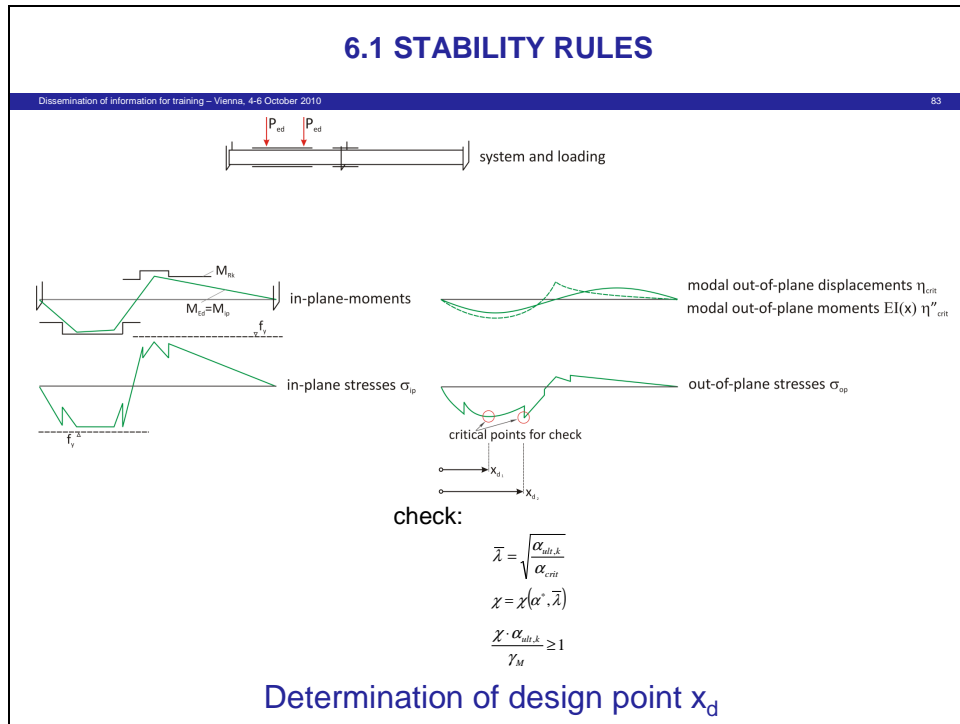 6.1 STABILITY RULES
Dissemination of information for training – Vienna, 4-6 October 2010 83
P_ed P_ed
system and loading
M_Rk
M_Ed=M_ip
in-plane-moments
f_y
modal out-of-plane displacements η_crit
modal out-of-plane moments EI(x) η″_crit
in-plane stresses σ_ip
f_y
out-of-plane stresses σ_op
critical points for check
x_d1
x_d2
check:
λ̅ = √(α_ult,k / α_crit)
χ = χ(α*, λ̅)
χ · α_ult,k / γ_M ≥ 1
Determination of design point x_d